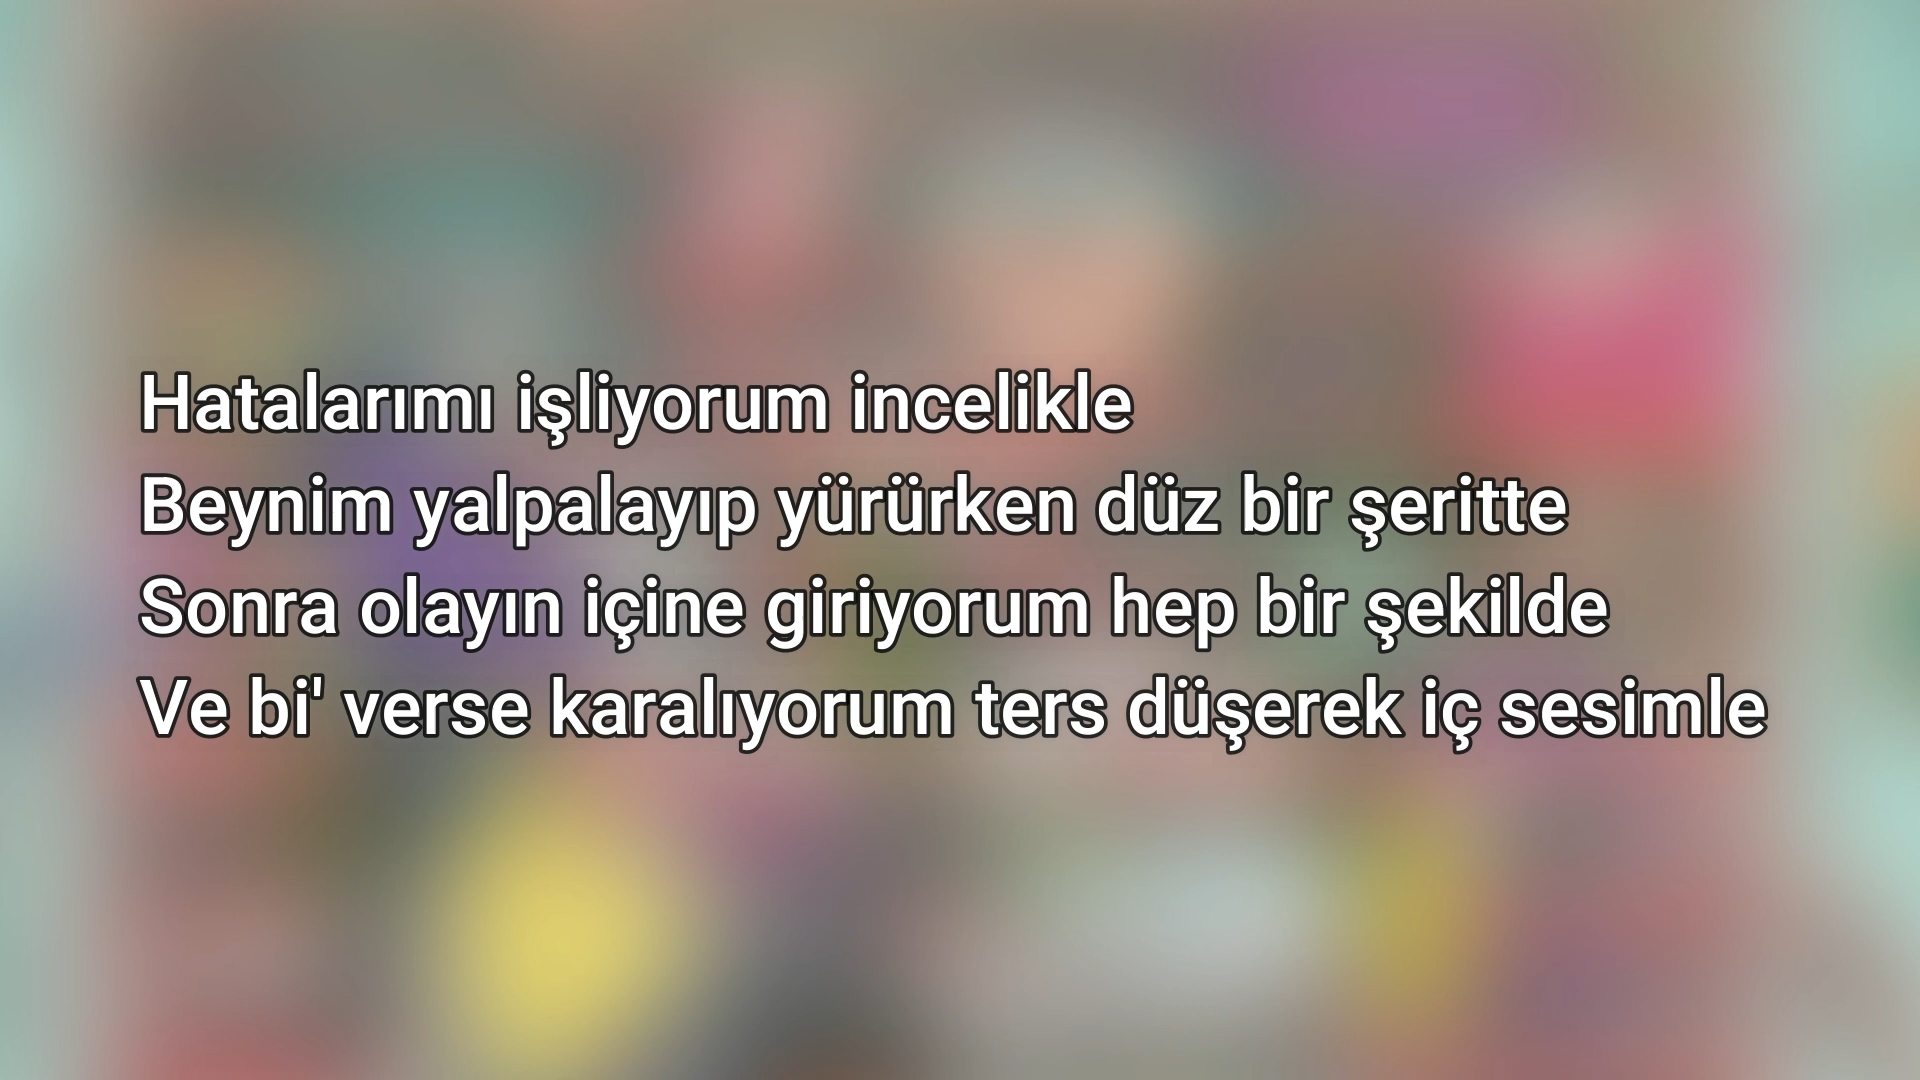 Hatalarımı işliyorum incelikle
Beynim yalpalayıp yürürken düz bir şeritte
Sonra olayın içine giriyorum hep bir şekilde
Ve bi' verse karalıyorum ters düşerek iç sesimle